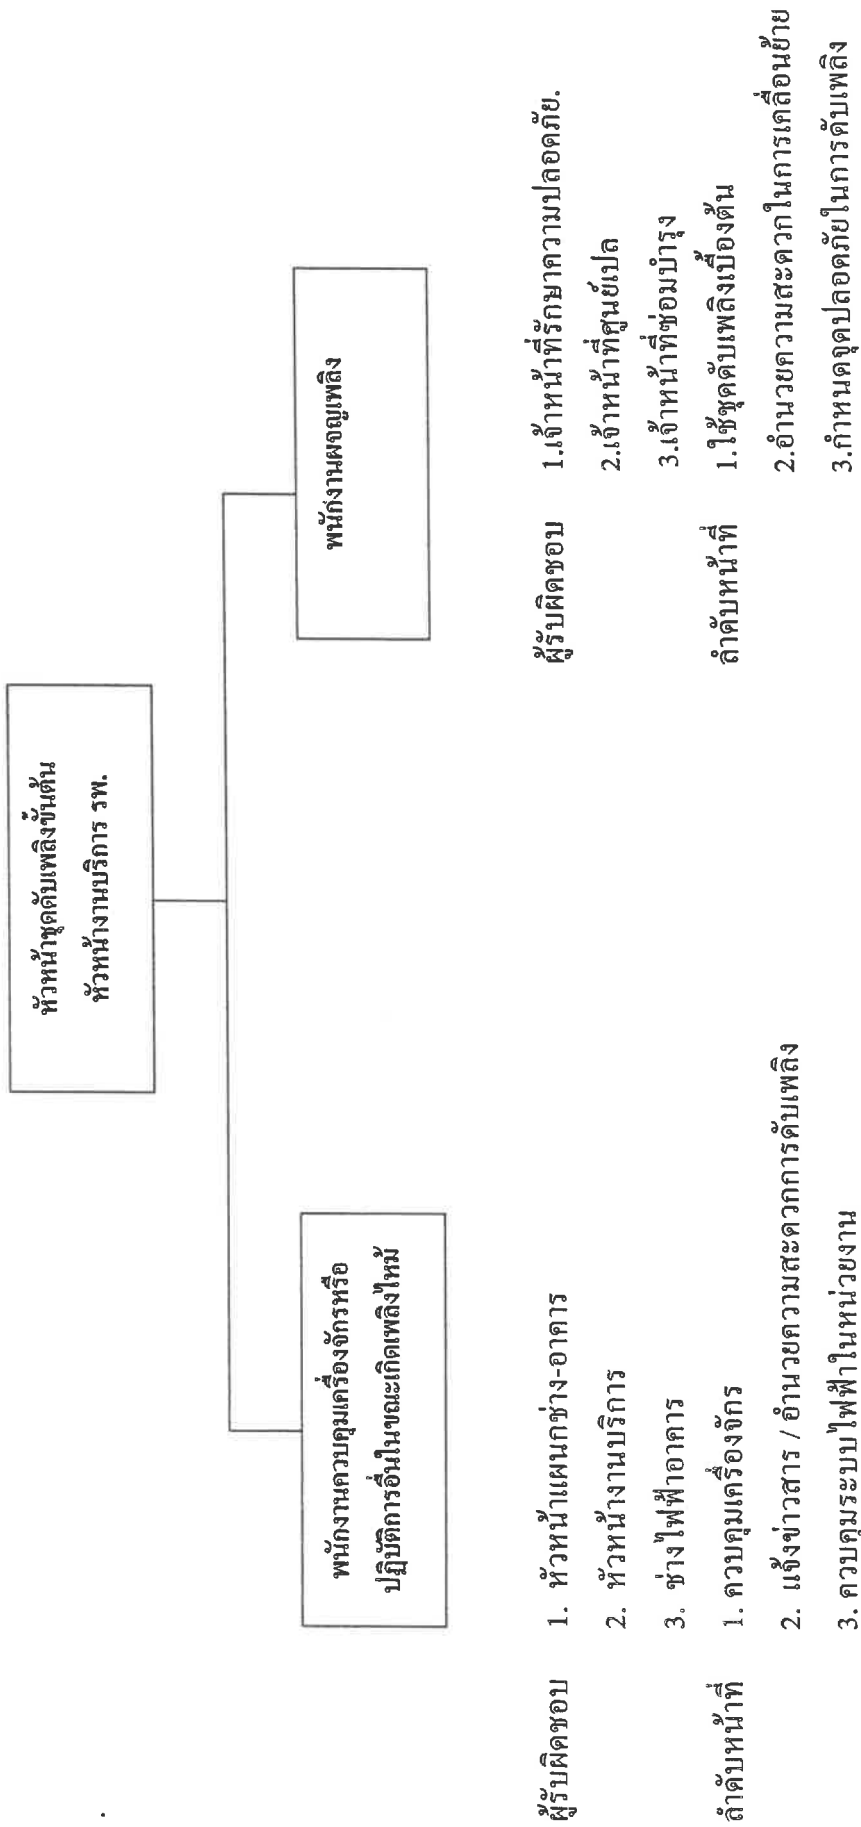 หัวหน้าชุดดับเพลิงขั้นต้น
หัวหน้างานบริการ รพ.
พนักงานควบคุมเครื่องจักรหรือ
ปฏิบัติการอื่นในขณะเกิดเพลิงไหม้
พนักงานผจญเพลิง
ผู้รับผิดชอบ
1. หัวหน้าแผนกช่าง-อาคาร
2. หัวหน้างานบริการ
3. ช่างไฟฟ้าอาคาร
ลำดับหน้าที่
1. ควบคุมเครื่องจักร
2. แจ้งข่าวสาร / อำนวยความสะดวกการดับเพลิง
3. ควบคุมระบบไฟฟ้าในหน่วยงาน
ผู้รับผิดชอบ
1.เจ้าหน้าที่รักษาความปลอดภัย.
2.เจ้าหน้าที่ศูนย์เปล
3.เจ้าหน้าที่ซ่อมบำรุง
ลำดับหน้าที่
1.ใช้ชุดดับเพลิงเบื้องต้น
2.อำนวยความสะดวกในการเคลื่อนย้าย
3.กำหนดจุดปลอดภัยในการดับเพลิง